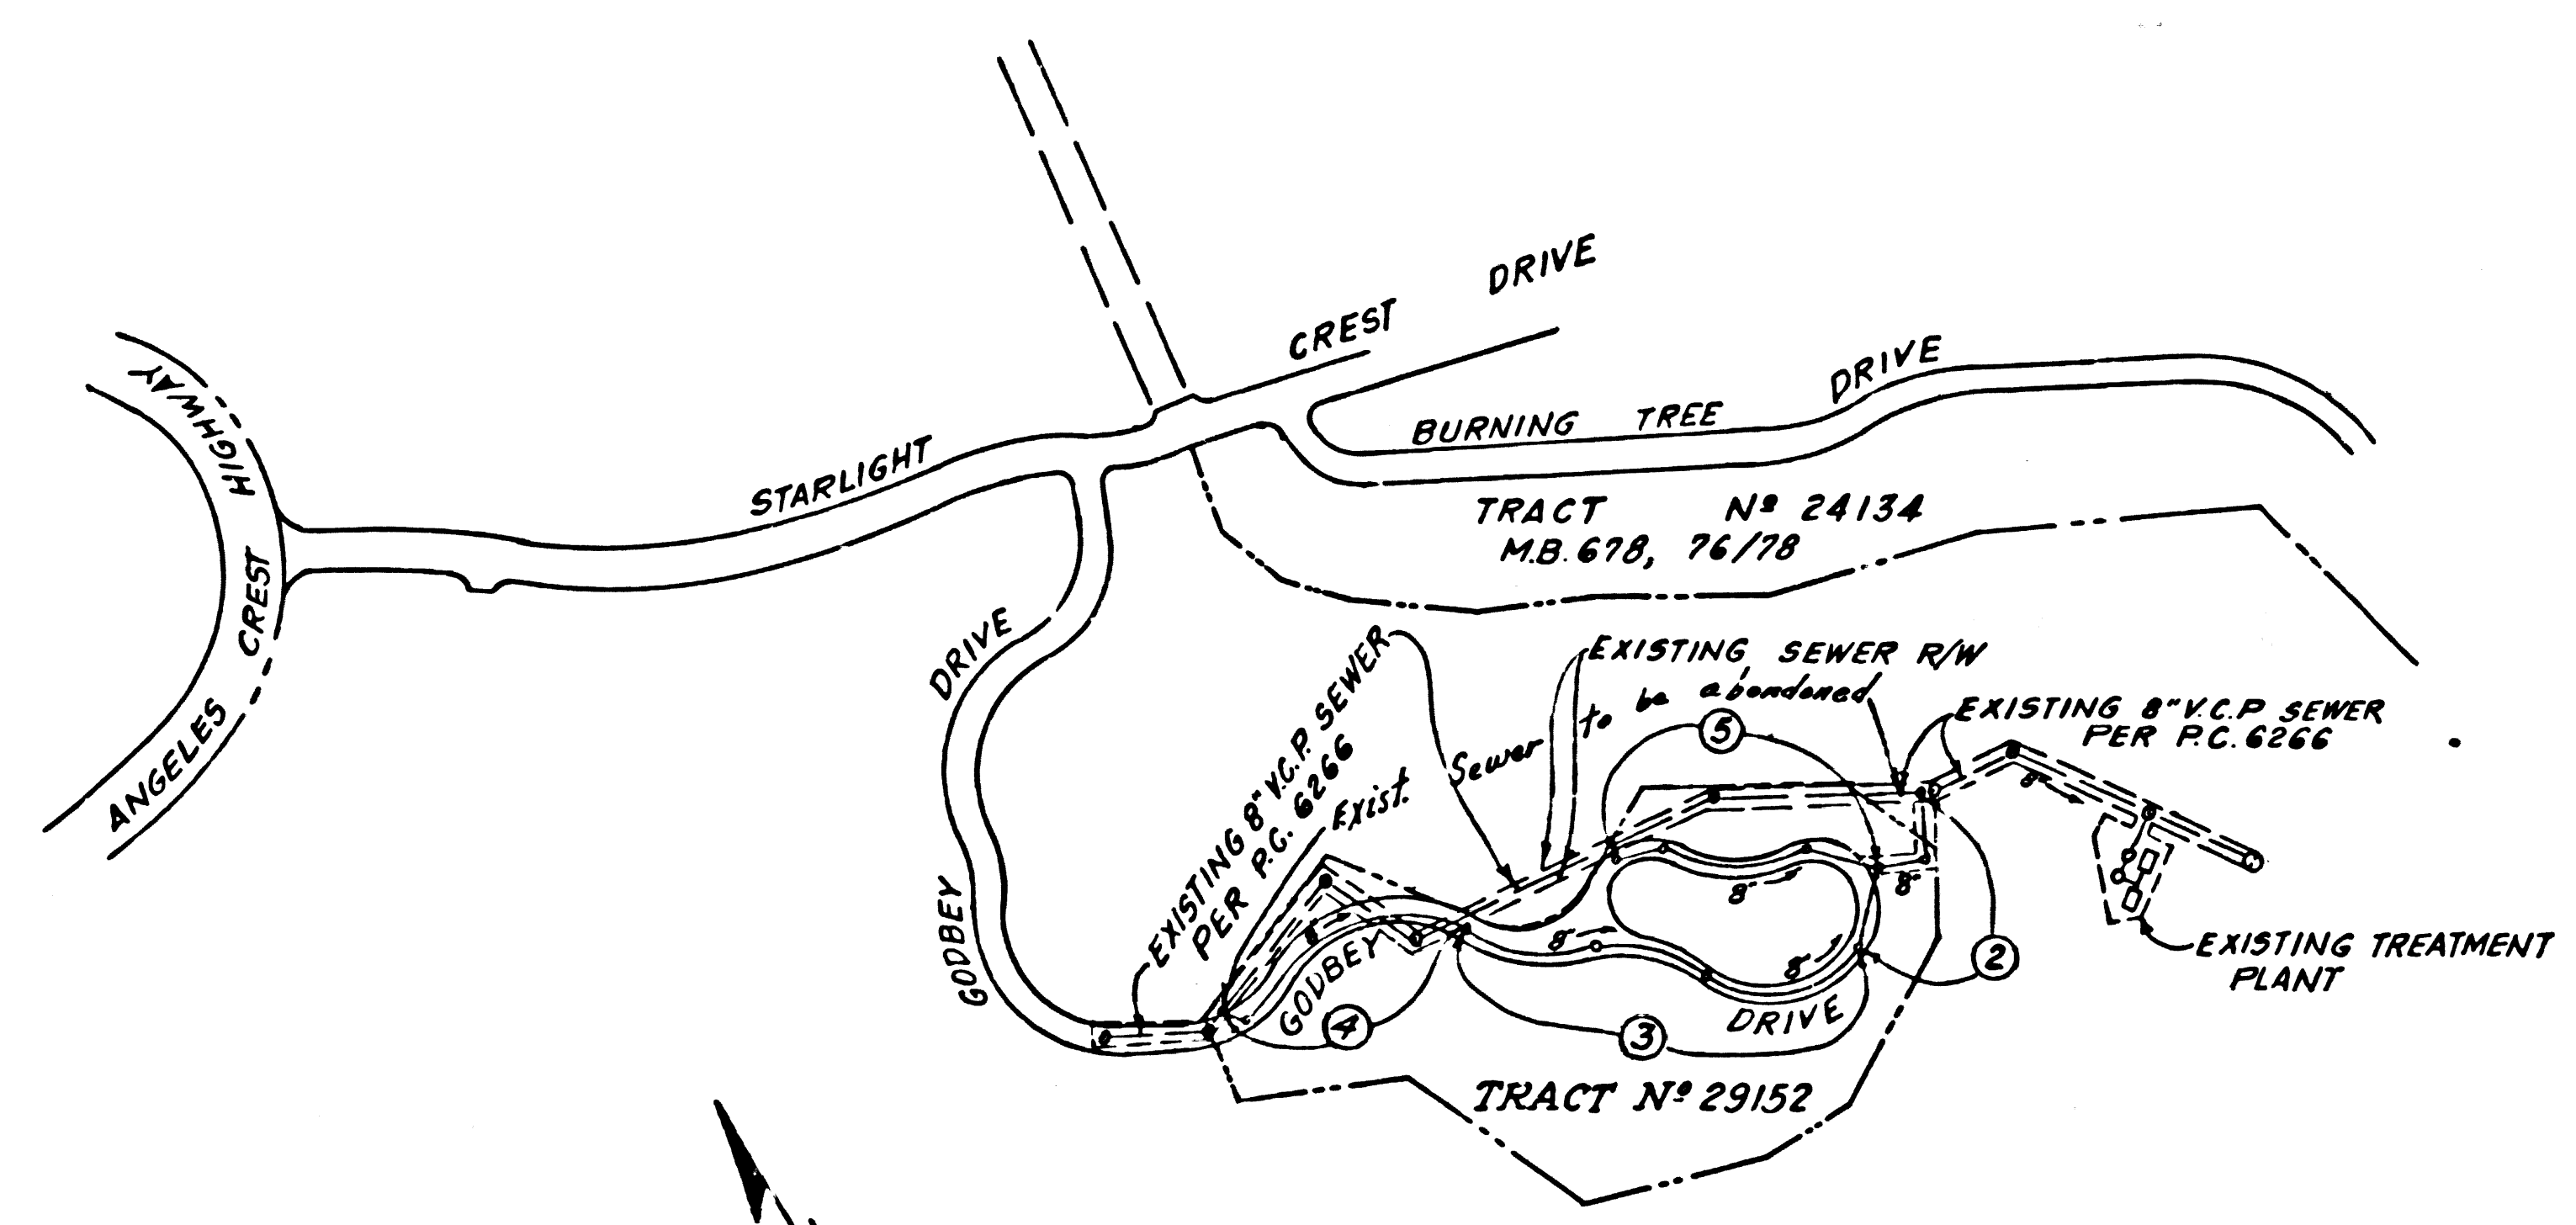 CREST DRIVE
ANGELES CREST HIGHWAY
STARLIGHT
BURNING TREE DRIVE
TRACT Nº 24134
M.B. 678, 76/78
GODBEY DRIVE
EXISTING 8" V.C.P. SEWER
PER P.C. 6266
EXISTING SEWER R/W
Exist. Sewer to be abandoned
EXISTING 8" V.C.P SEWER
PER P.C. 6266
5
8"
8"
8"
8"
8"
2
EXISTING TREATMENT
PLANT
GODBEY DRIVE
4
3
TRACT Nº 29152